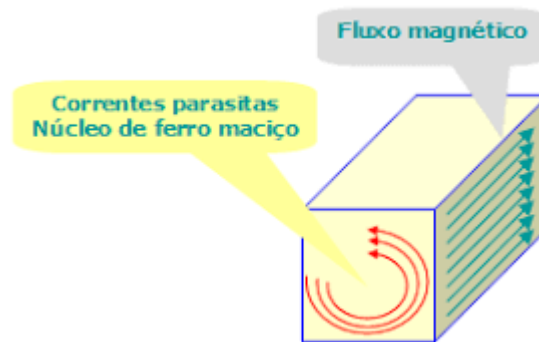 Fluxo magnético
Correntes parasitas
Núcleo de ferro maciço